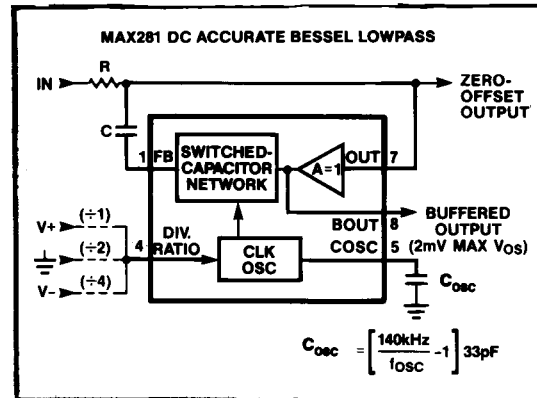 MAX281 DC ACCURATE BESSEL LOWPASS
IN
R
ZERO-
OFFSET
OUTPUT
C
1
FB
SWITCHED-
CAPACITOR
NETWORK
A=1
OUT
7
V+
(÷1)
(÷2)
V−
(÷4)
4
DIV.
RATIO
CLK
OSC
BOUT
8
BUFFERED
OUTPUT
(2mV MAX VOS)
COSC
5
COSC
COSC = [ 140kHz / fOSC -1 ] 33pF